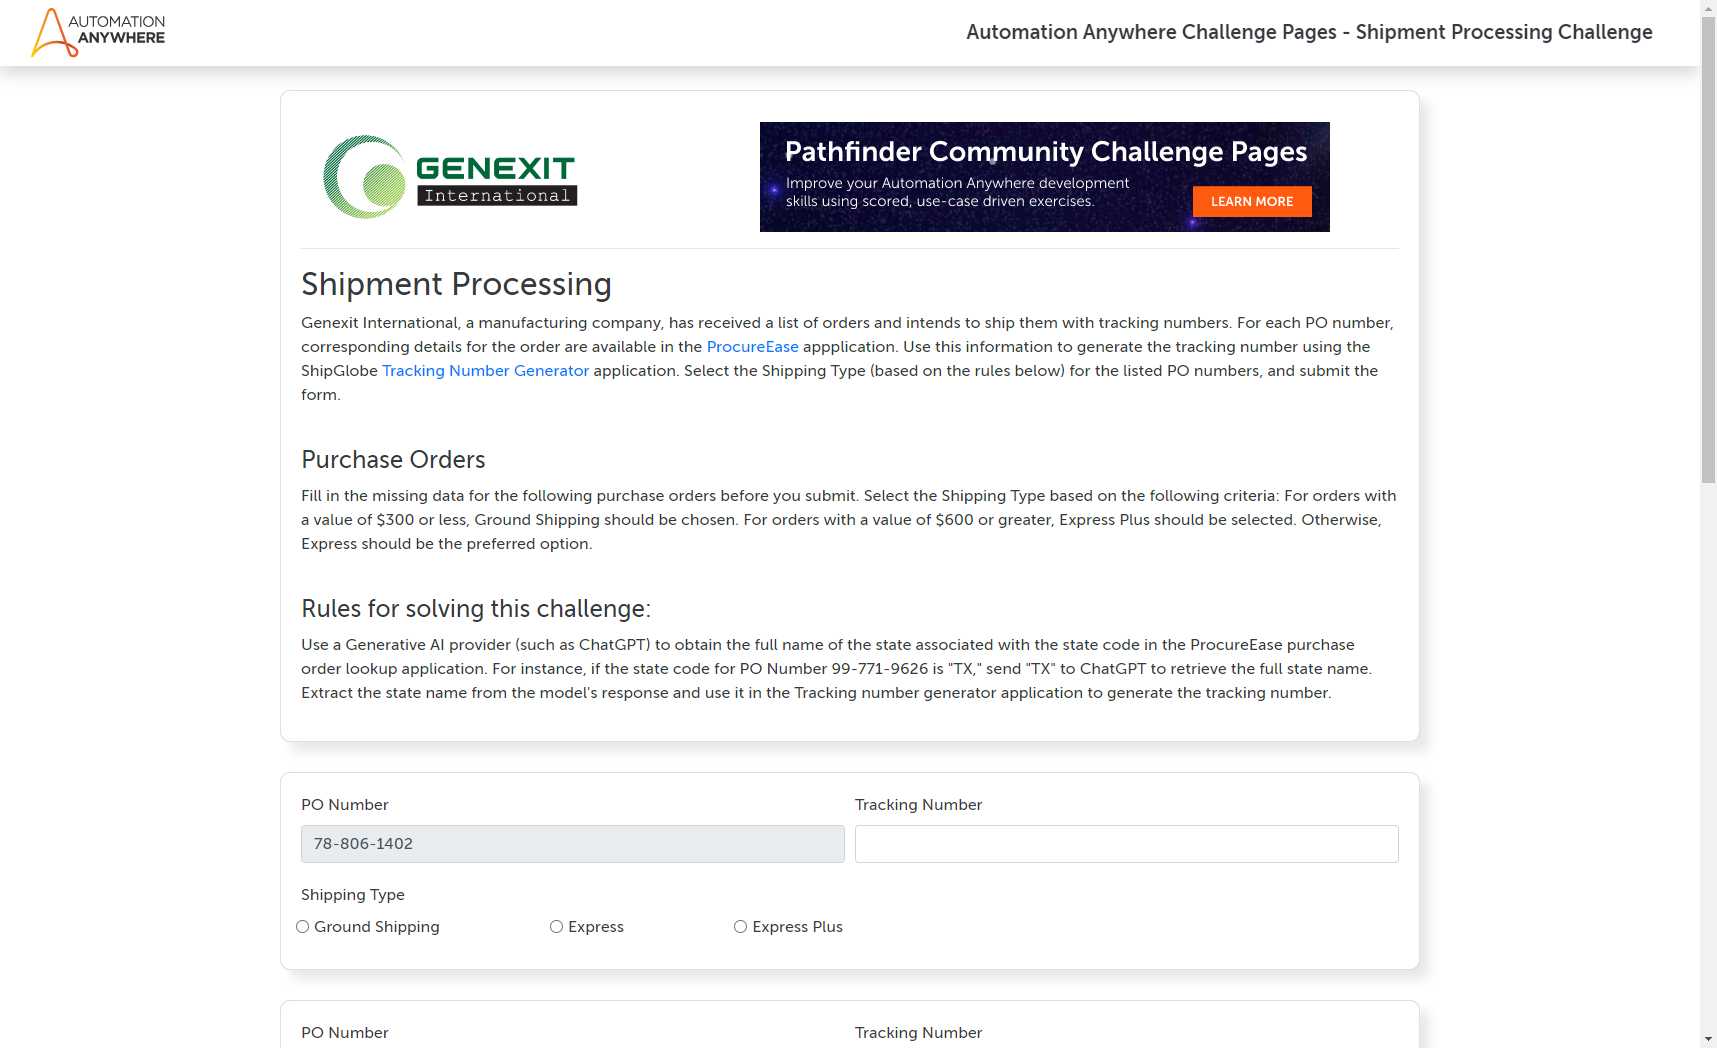 AUTOMATION
ANYWHERE
Automation Anywhere Challenge Pages - Shipment Processing Challenge
GENEXIT
International
Pathfinder Community Challenge Pages
Improve your Automation Anywhere development
skills using scored, use-case driven exercises.
LEARN MORE
Shipment Processing
Genexit International, a manufacturing company, has received a list of orders and intends to ship them with tracking numbers. For each PO number,
corresponding details for the order are available in the ProcureEase appplication. Use this information to generate the tracking number using the
ShipGlobe Tracking Number Generator application. Select the Shipping Type (based on the rules below) for the listed PO numbers, and submit the
form.
Purchase Orders
Fill in the missing data for the following purchase orders before you submit. Select the Shipping Type based on the following criteria: For orders with
a value of $300 or less, Ground Shipping should be chosen. For orders with a value of $600 or greater, Express Plus should be selected. Otherwise,
Express should be the preferred option.
Rules for solving this challenge:
Use a Generative AI provider (such as ChatGPT) to obtain the full name of the state associated with the state code in the ProcureEase purchase
order lookup application. For instance, if the state code for PO Number 99-771-9626 is "TX," send "TX" to ChatGPT to retrieve the full state name.
Extract the state name from the model's response and use it in the Tracking number generator application to generate the tracking number.
PO Number
Tracking Number
78-806-1402
Shipping Type
Ground Shipping
Express
Express Plus
PO Number
Tracking Number